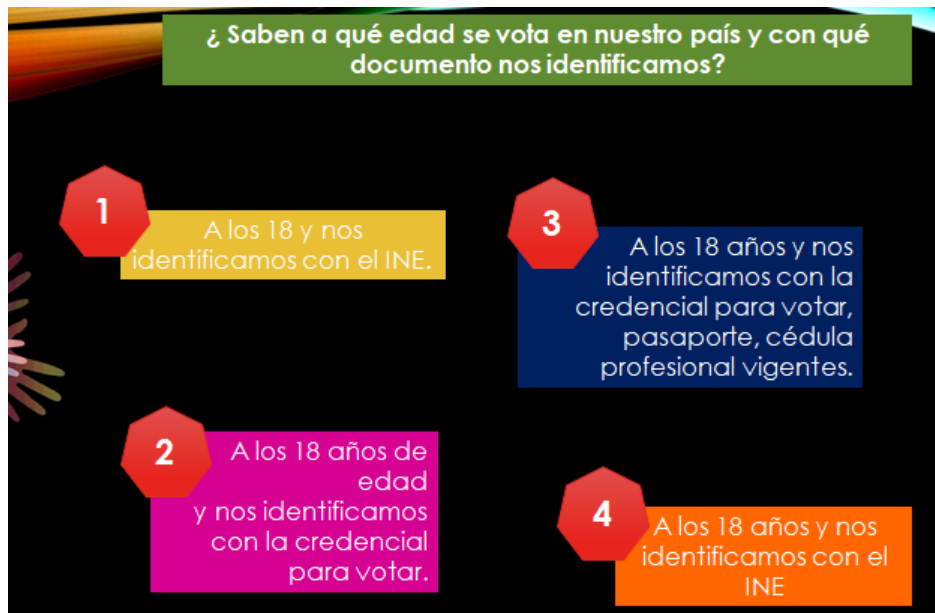 ¿ Saben a qué edad se vota en nuestro país y con qué
documento nos identificamos?
1
A los 18 y nos
identificamos con el INE.
2
A los 18 años de
edad
y nos identificamos
con la credencial
para votar.
3
A los 18 años y nos
identificamos con la
credencial para votar,
pasaporte, cédula
profesional vigentes.
4
A los 18 años y nos
identificamos con el
INE